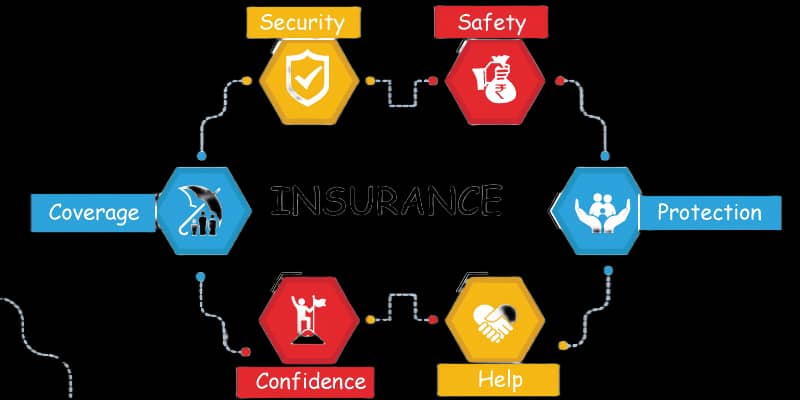 Security
Safety
Coverage
INSURANCE
Protection
Confidence
Help